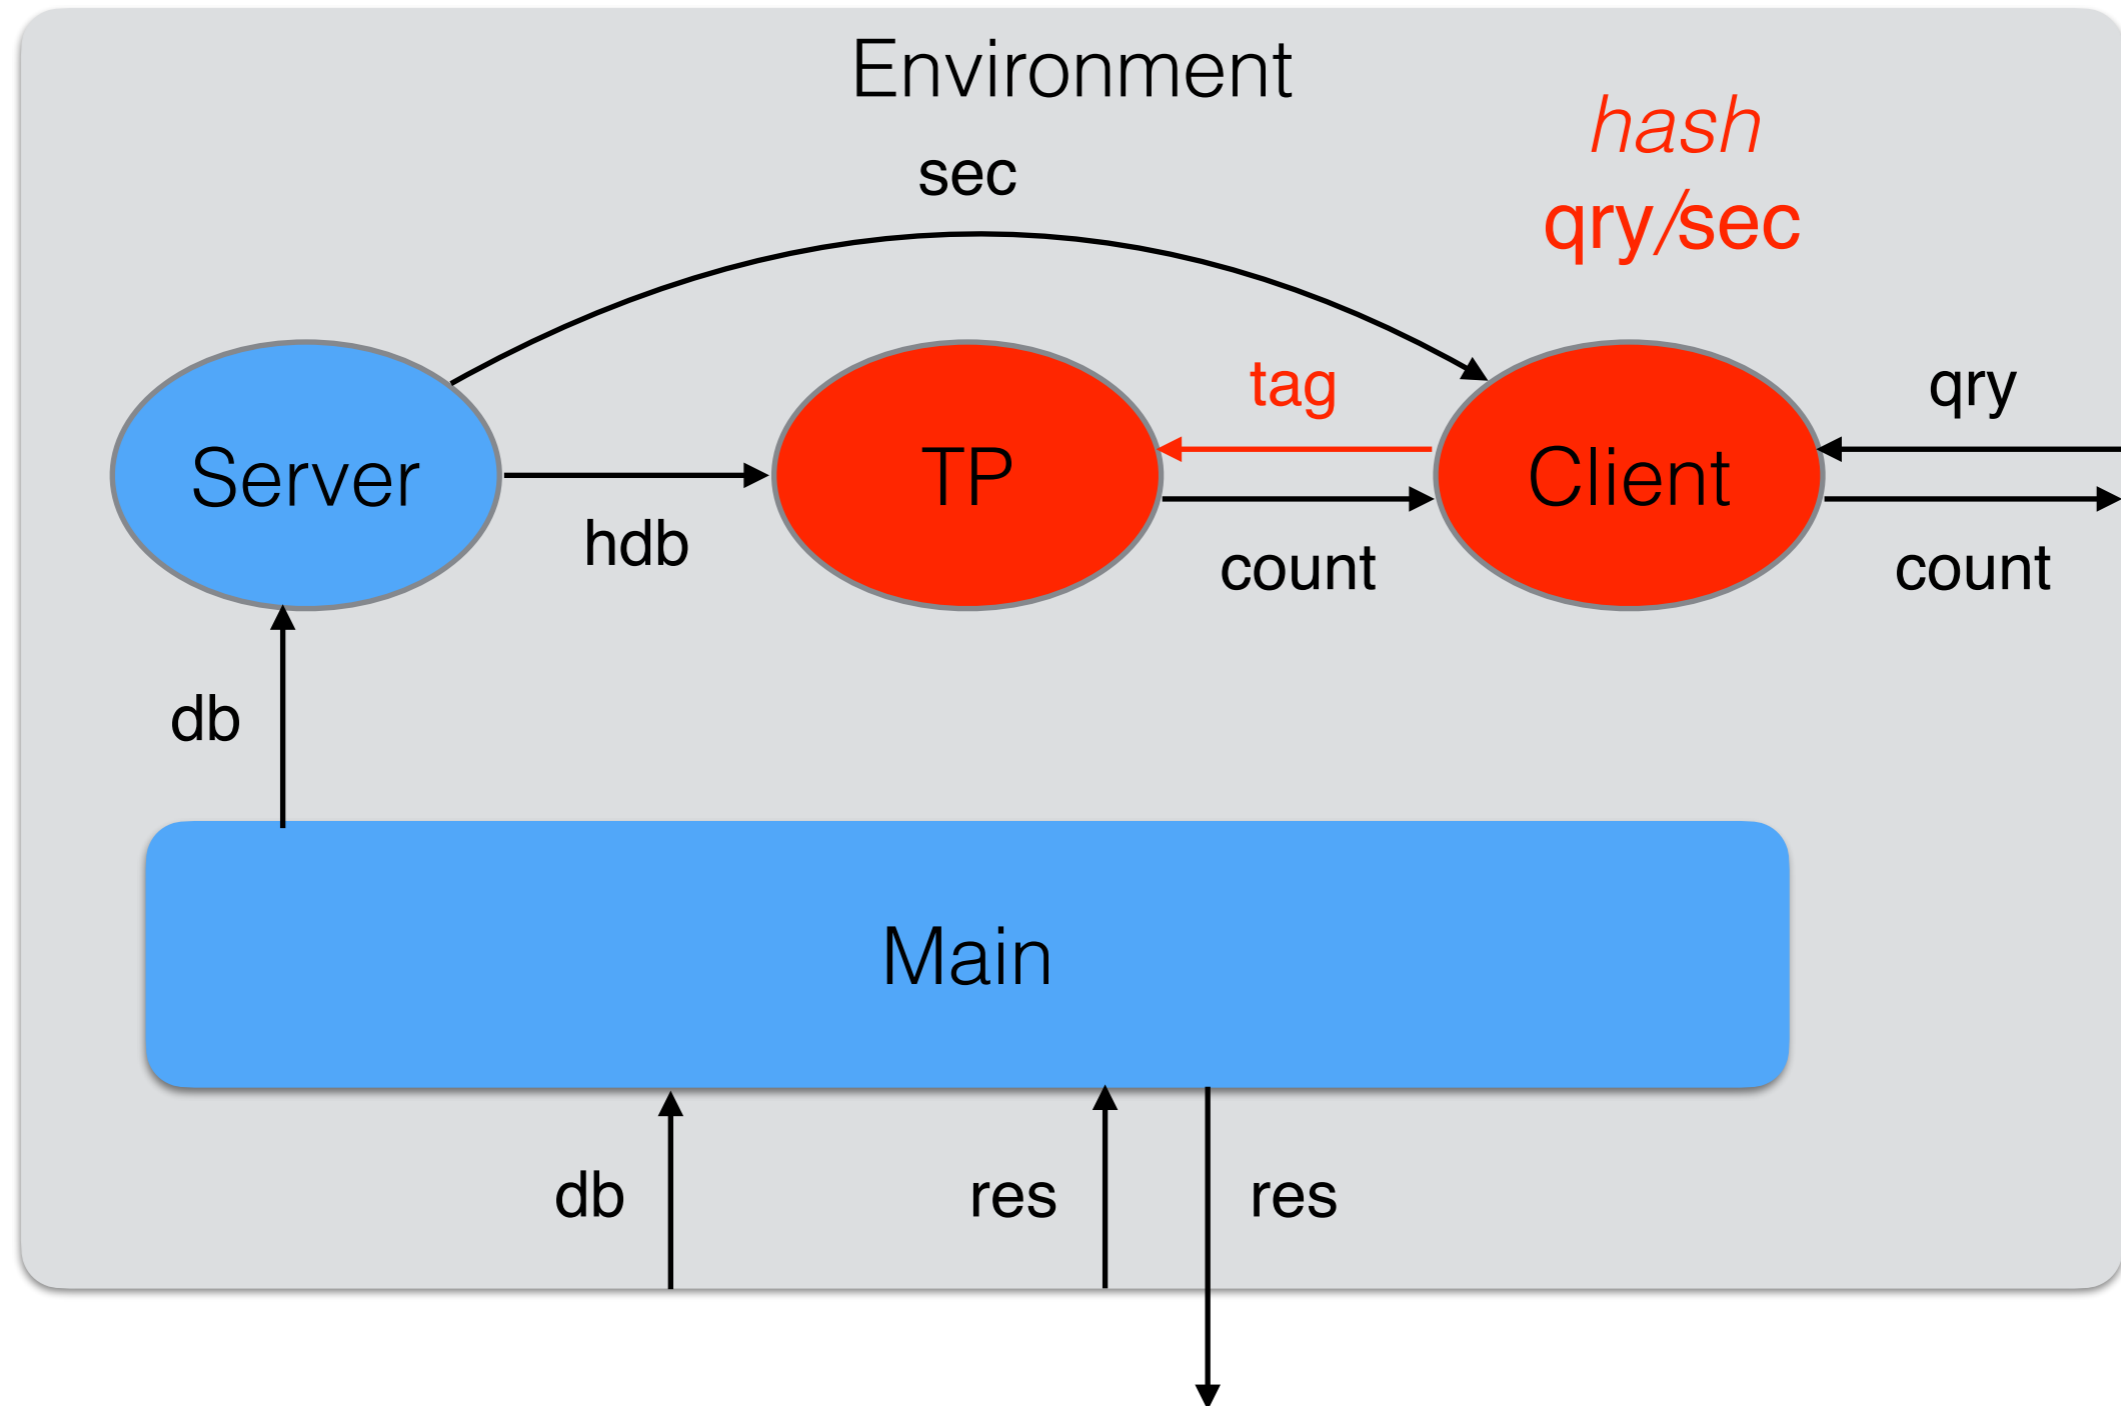 Environment
hash
sec
qry/sec
tag
qry
Server
TP
Client
hdb
count
count
db
Main
db
res
res